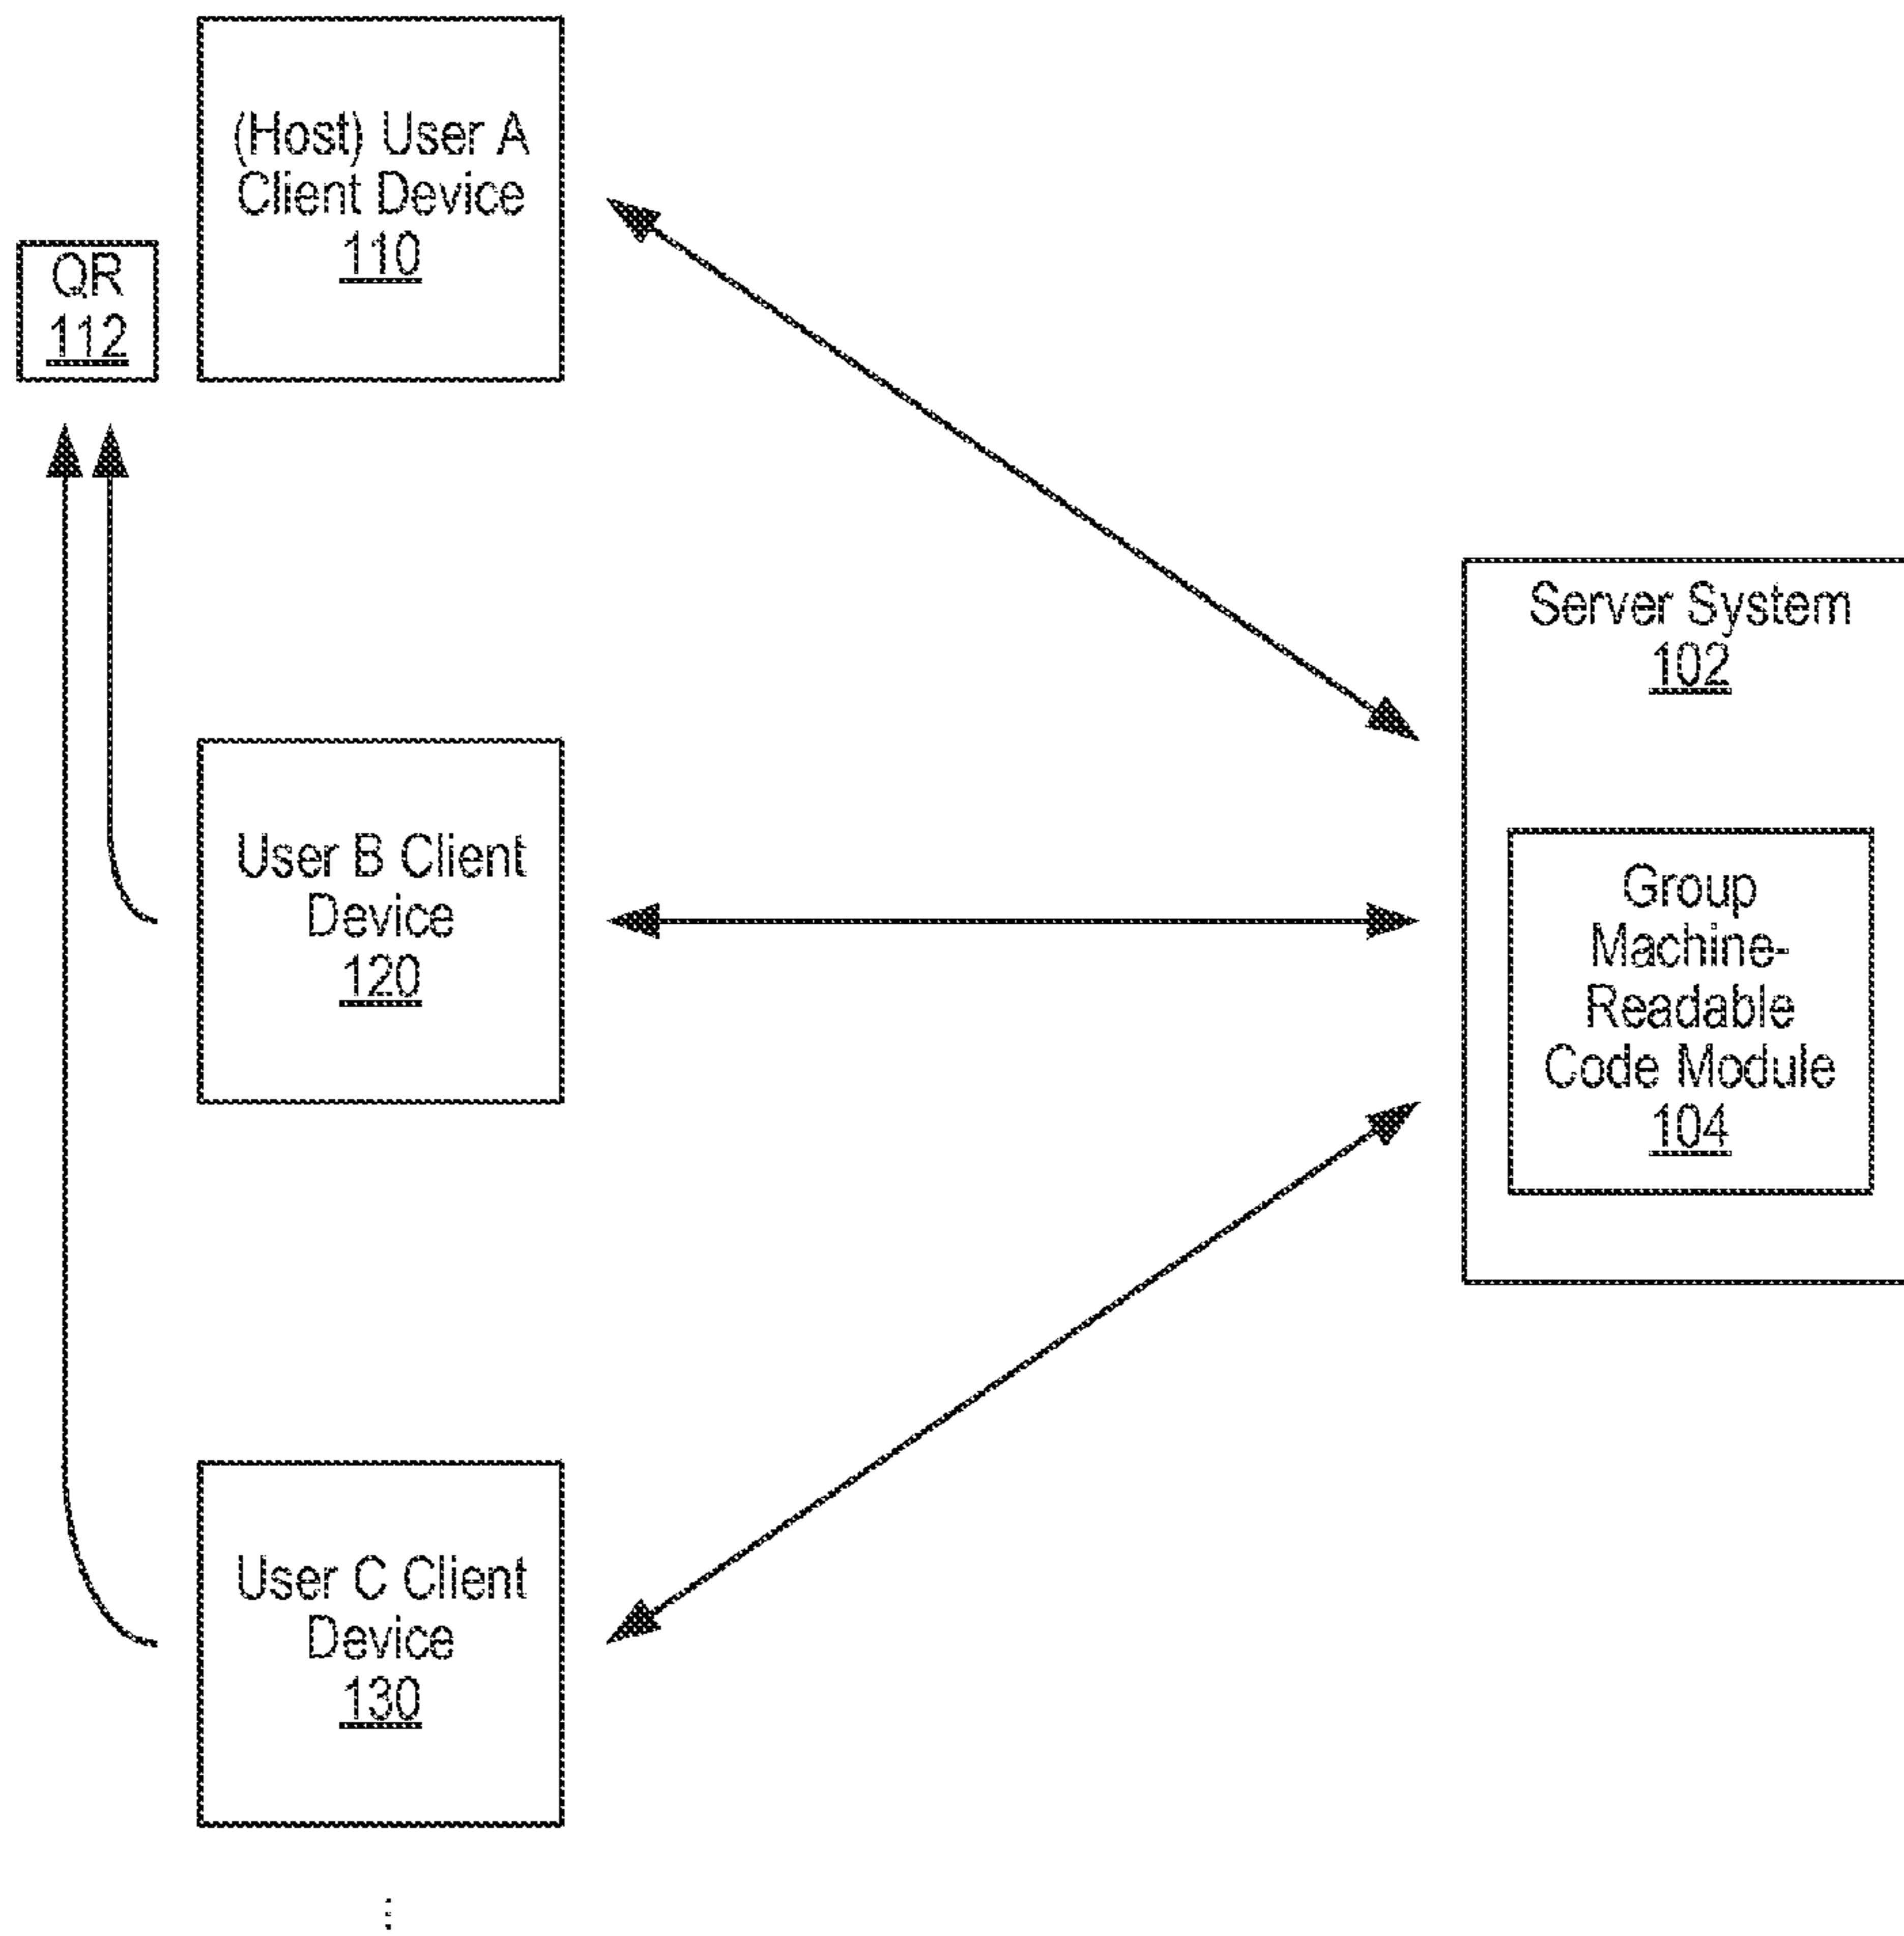 (Host) User A
Client Device
110
QR
112
Server System
102
User B Client
Device
120
Group
Machine-
Readable
Code Module
104
User C Client
Device
130
⋮